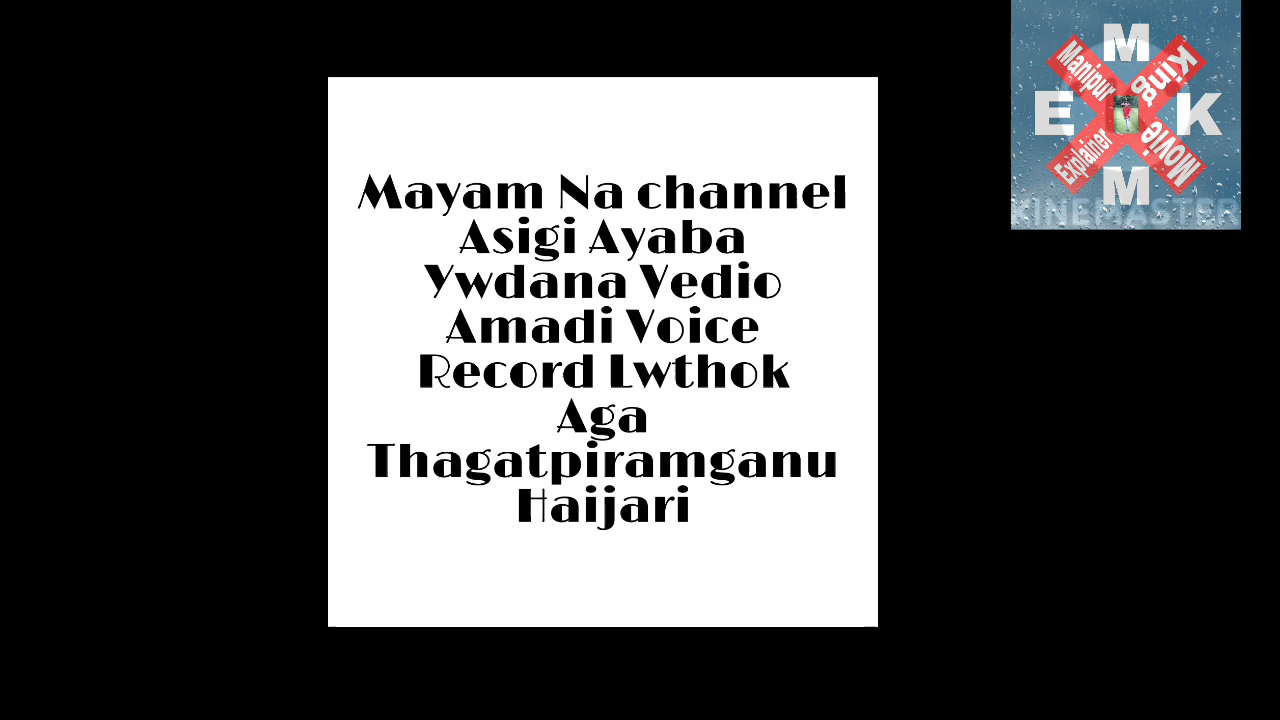 Mayam Na channel
Asigi Ayaba
Ywdana Vedio
Amadi Voice
Record Lwthok
Aga
Thagatpiramganu
Haijari
M
Manipur
King
E
K
Explainer
Movie
M
KINEMASTER